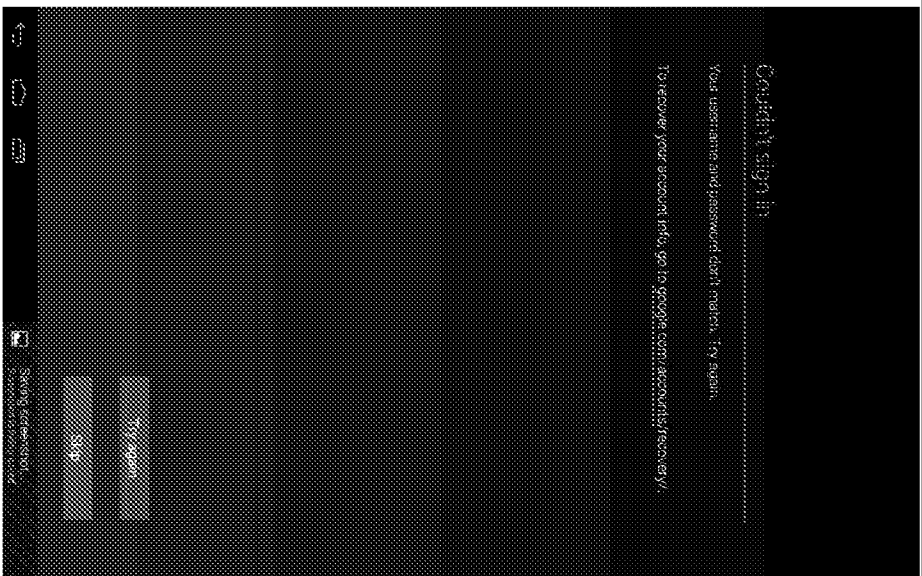 Couldn't sign in
Your username and password don't match. Try again.
To recover your account info, go to google.com/accounts/recovery/.
Try again
Skip
Saving screenshot...